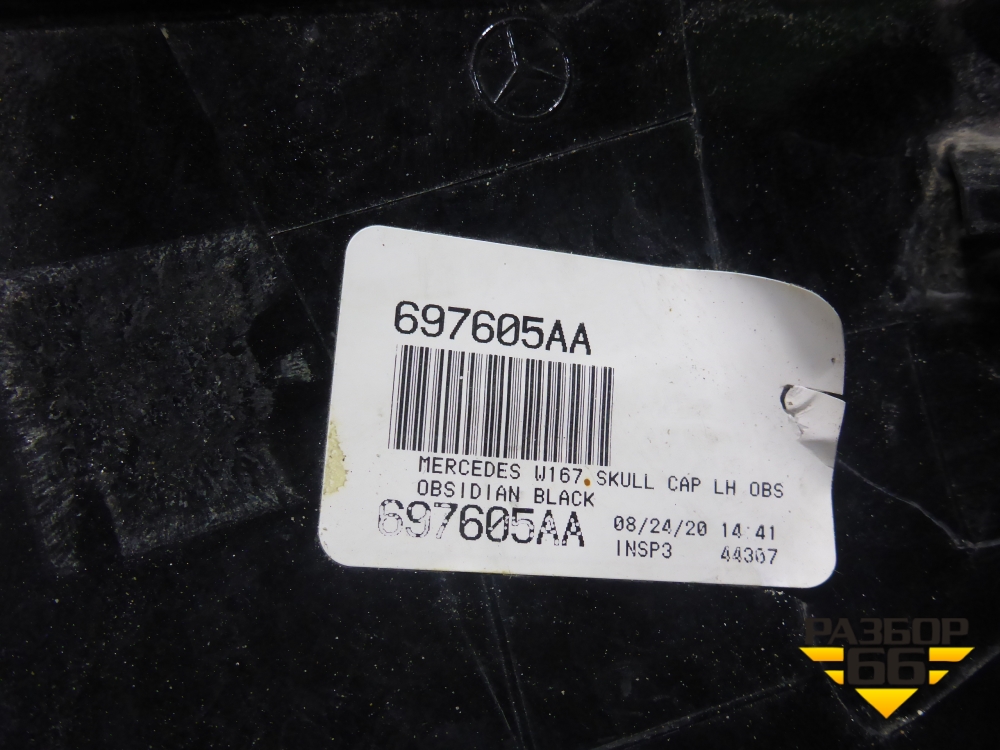 697605AA
MERCEDES W167 SKULL CAP LH OBS
OBSIDIAN BLACK
697605AA
08/24/20 14:41
INSP3 44307
РАЗБОР
66